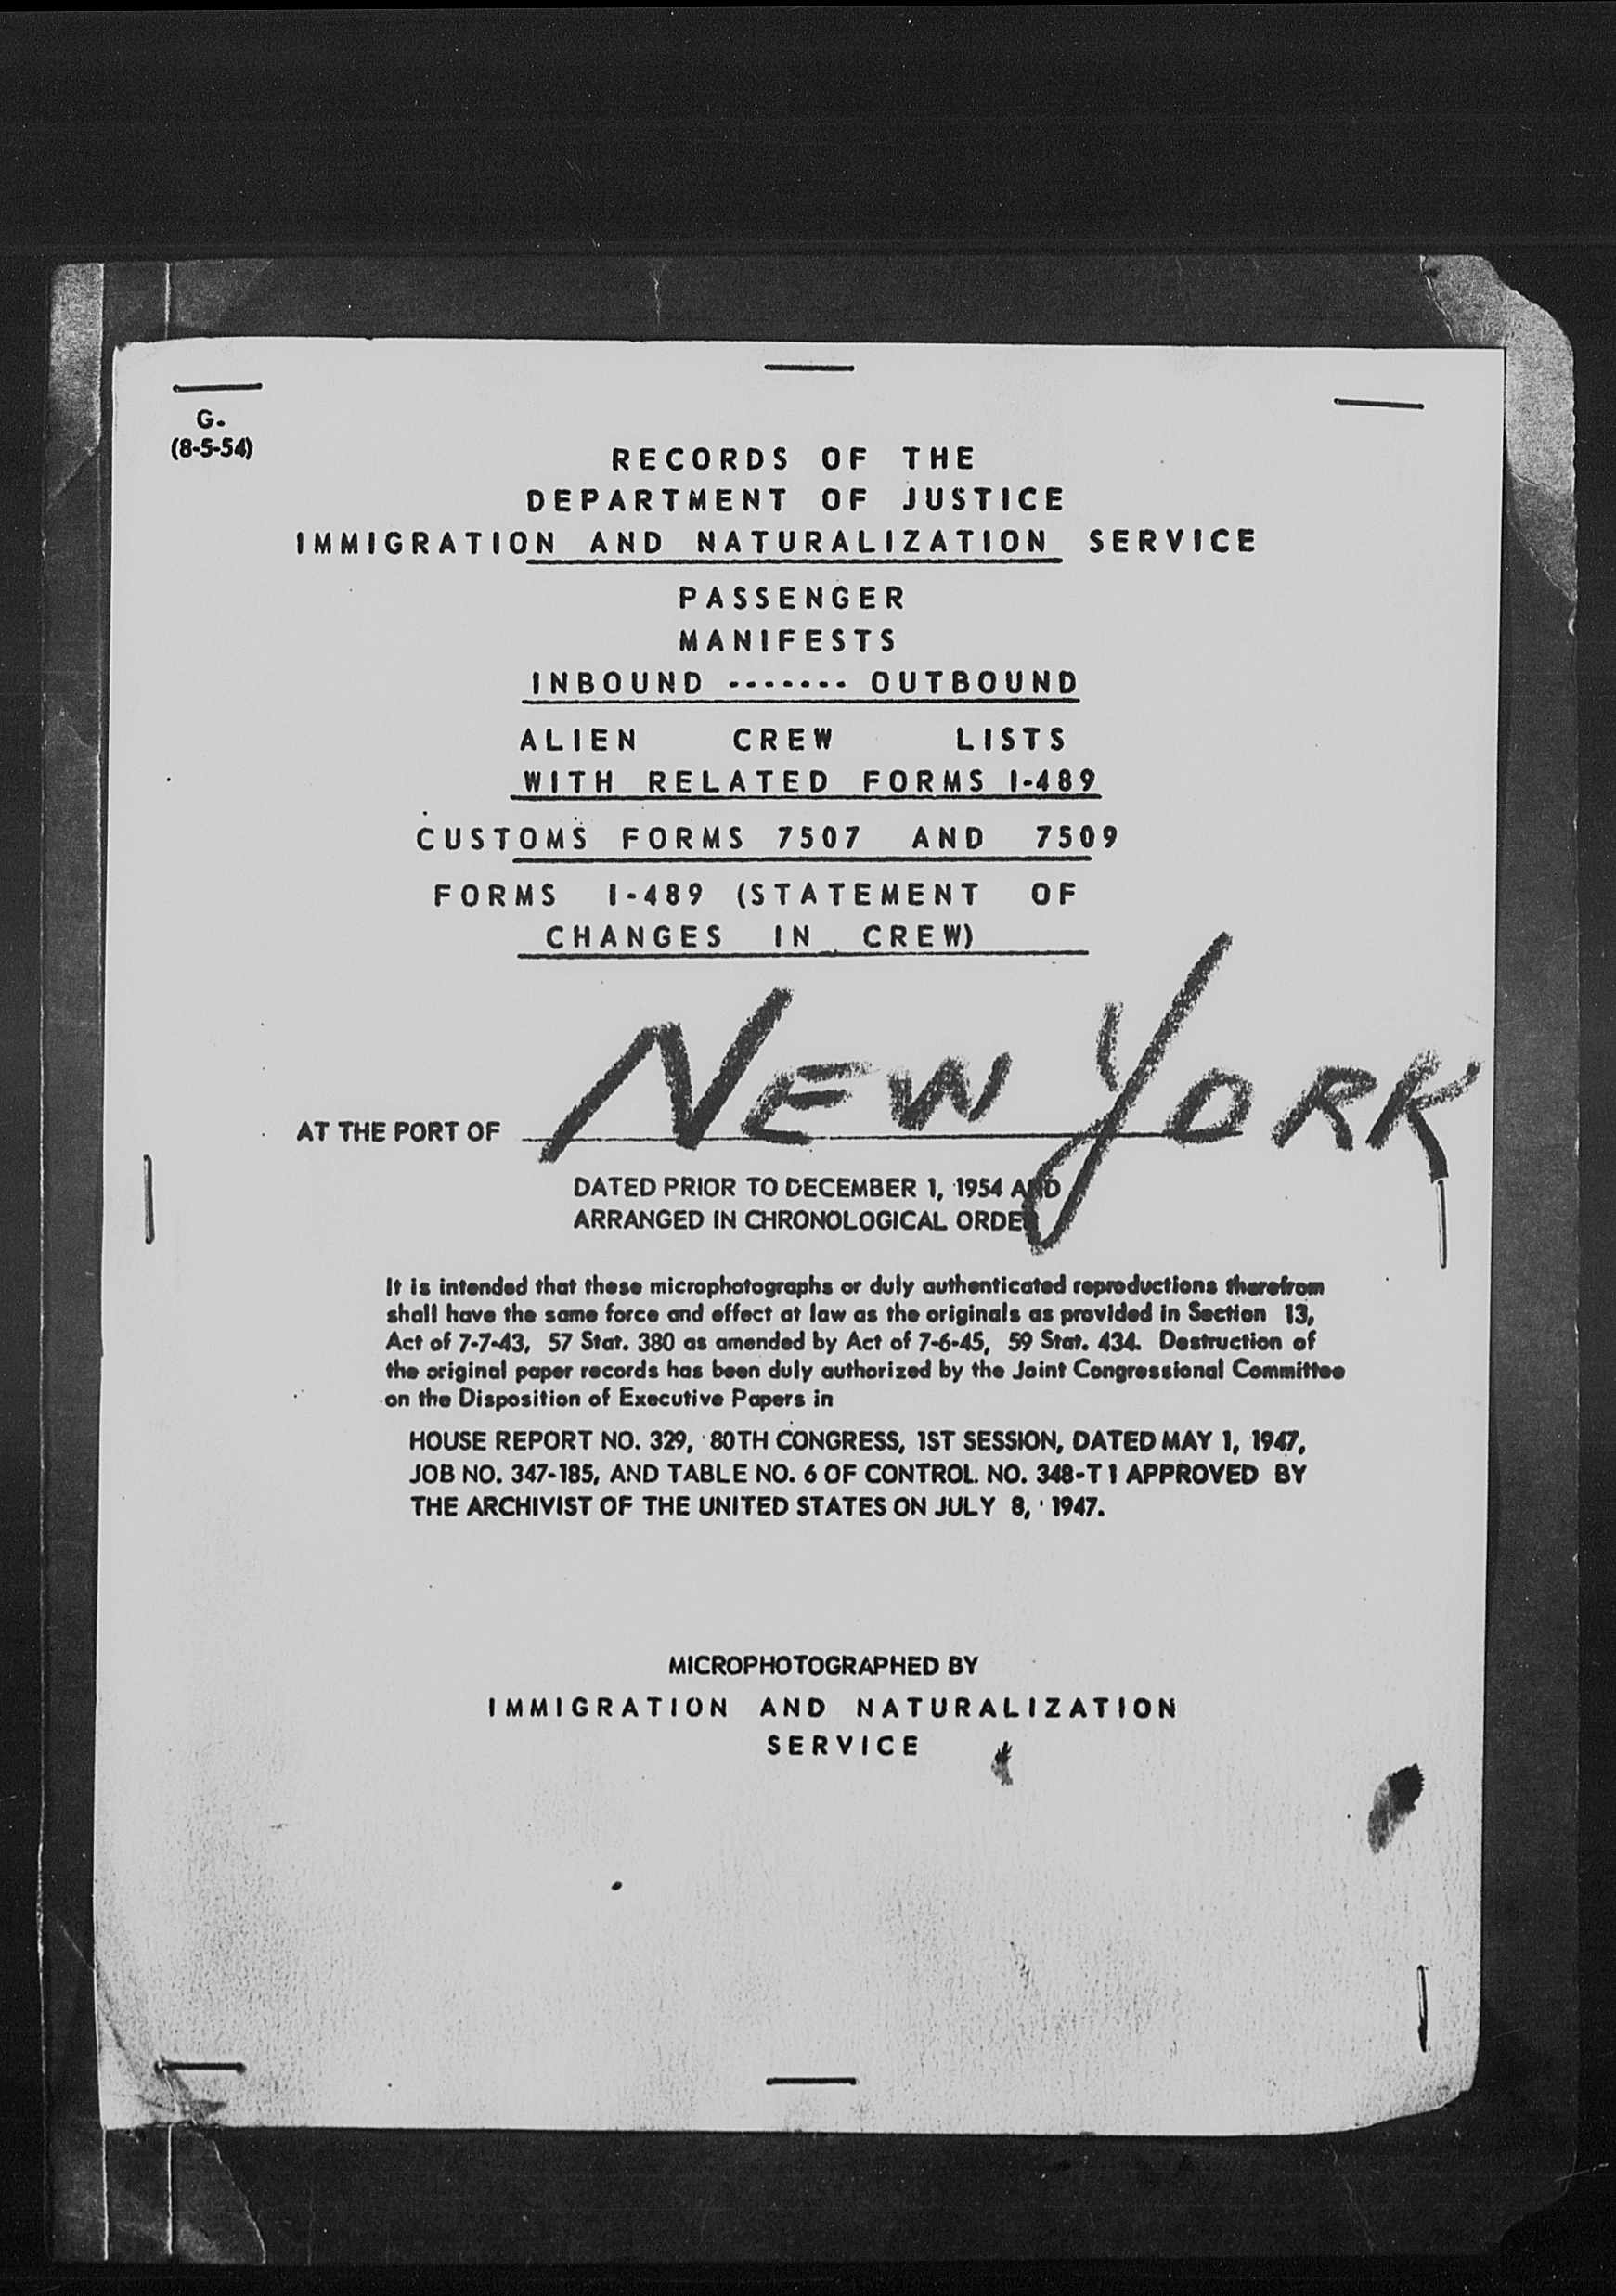 G.
(8-5-54)
RECORDS OF THE
DEPARTMENT OF JUSTICE
IMMIGRATION AND NATURALIZATION SERVICE
PASSENGER
MANIFESTS
INBOUND ------- OUTBOUND
ALIEN CREW LISTS
WITH RELATED FORMS I-489
CUSTOMS FORMS 7507 AND 7509
FORMS I-489 (STATEMENT OF
CHANGES IN CREW)
AT THE PORT OF NEW YORK
DATED PRIOR TO DECEMBER 1, 1954 AND
ARRANGED IN CHRONOLOGICAL ORDER
It is intended that these microphotographs or duly authenticated reproductions therefrom
shall have the same force and effect at law as the originals as provided in Section 13,
Act of 7-7-43, 57 Stat. 380 as amended by Act of 7-6-45, 59 Stat. 434. Destruction of
the original paper records has been duly authorized by the Joint Congressional Committee
on the Disposition of Executive Papers in
HOUSE REPORT NO. 329, 80TH CONGRESS, 1ST SESSION, DATED MAY 1, 1947,
JOB NO. 347-185, AND TABLE NO. 6 OF CONTROL NO. 348-T1 APPROVED BY
THE ARCHIVIST OF THE UNITED STATES ON JULY 8, 1947.
MICROPHOTOGRAPHED BY
IMMIGRATION AND NATURALIZATION
SERVICE